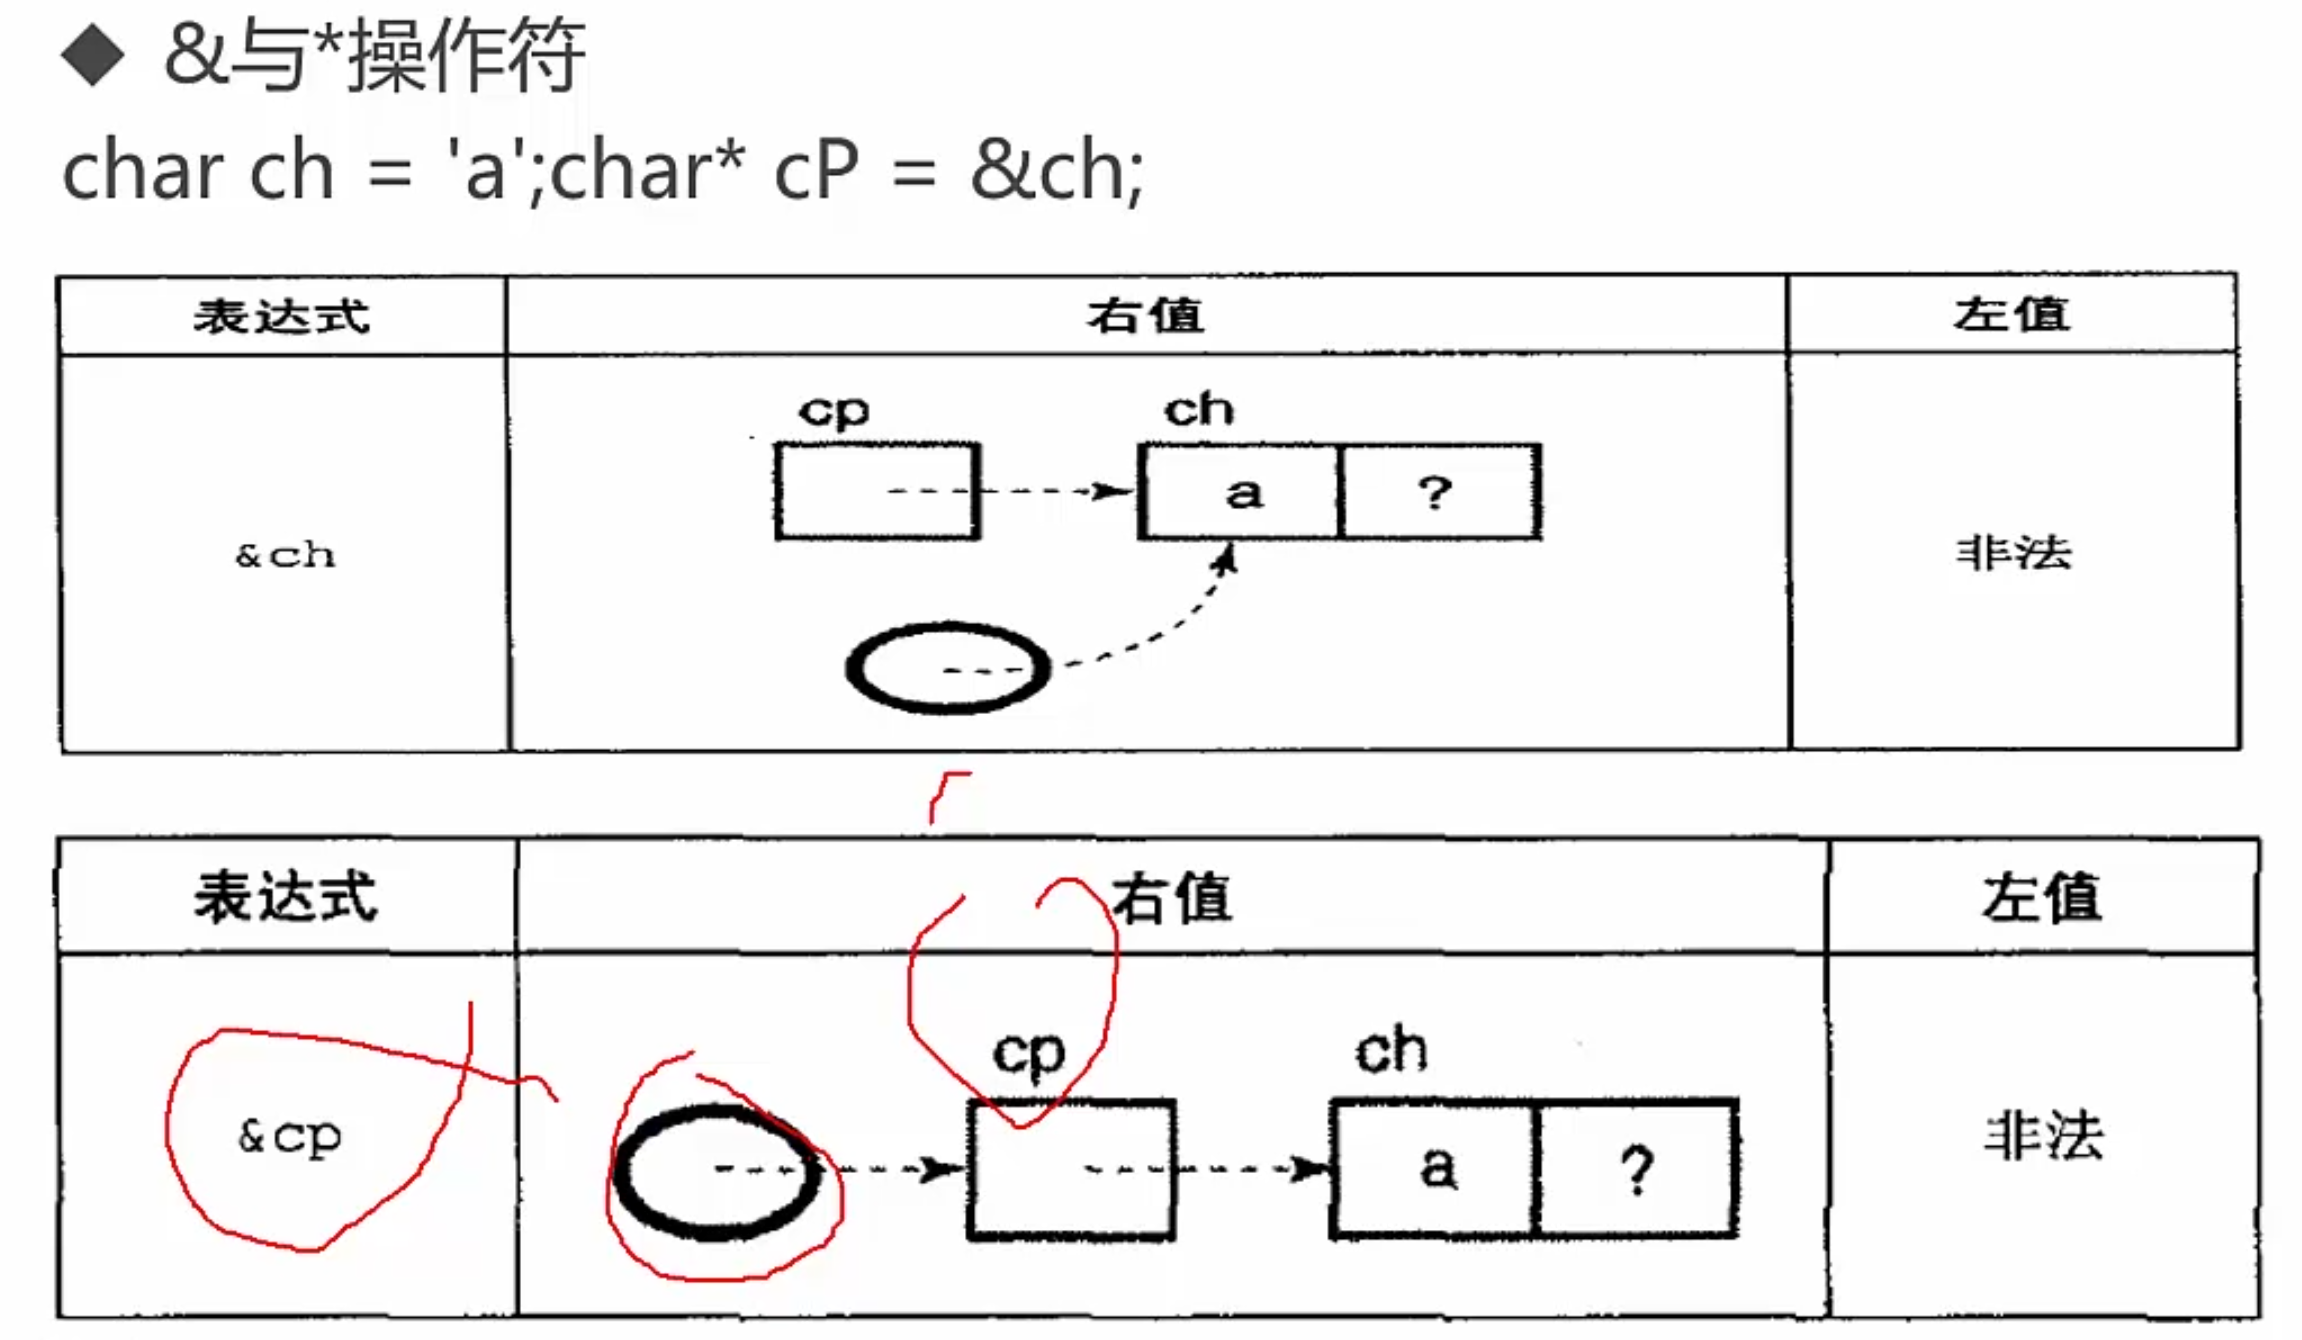 &与*操作符
char ch = 'a';char* cP = &ch;
表达式 右值 左值
cp ch
a ?
&ch 非法
表达式 右值 左值
cp ch
&cp a ? 非法